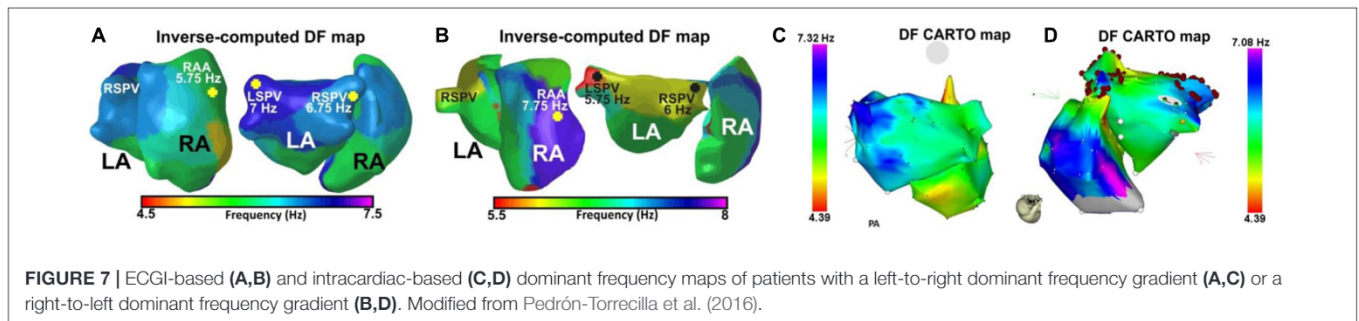 A
Inverse-computed DF map
RSPV
RAA
5.75 Hz
RA
LA
LSPV
7 Hz
RSPV
6.75 Hz
LA
RA
4.5
Frequency (Hz)
7.5
B
Inverse-computed DF map
RSPV
RAA
7.75 Hz
LA
RA
LSPV
5.75 Hz
RSPV
6 Hz
LA
RA
5.5
Frequency (Hz)
8
C
DF CARTO map
7.32 Hz
4.39
PA
D
DF CARTO map
7.08 Hz
4.39
FIGURE 7 | ECGI-based (A,B) and intracardiac-based (C,D) dominant frequency maps of patients with a left-to-right dominant frequency gradient (A,C) or a
right-to-left dominant frequency gradient (B,D). Modified from Pedrón-Torrecilla et al. (2016).